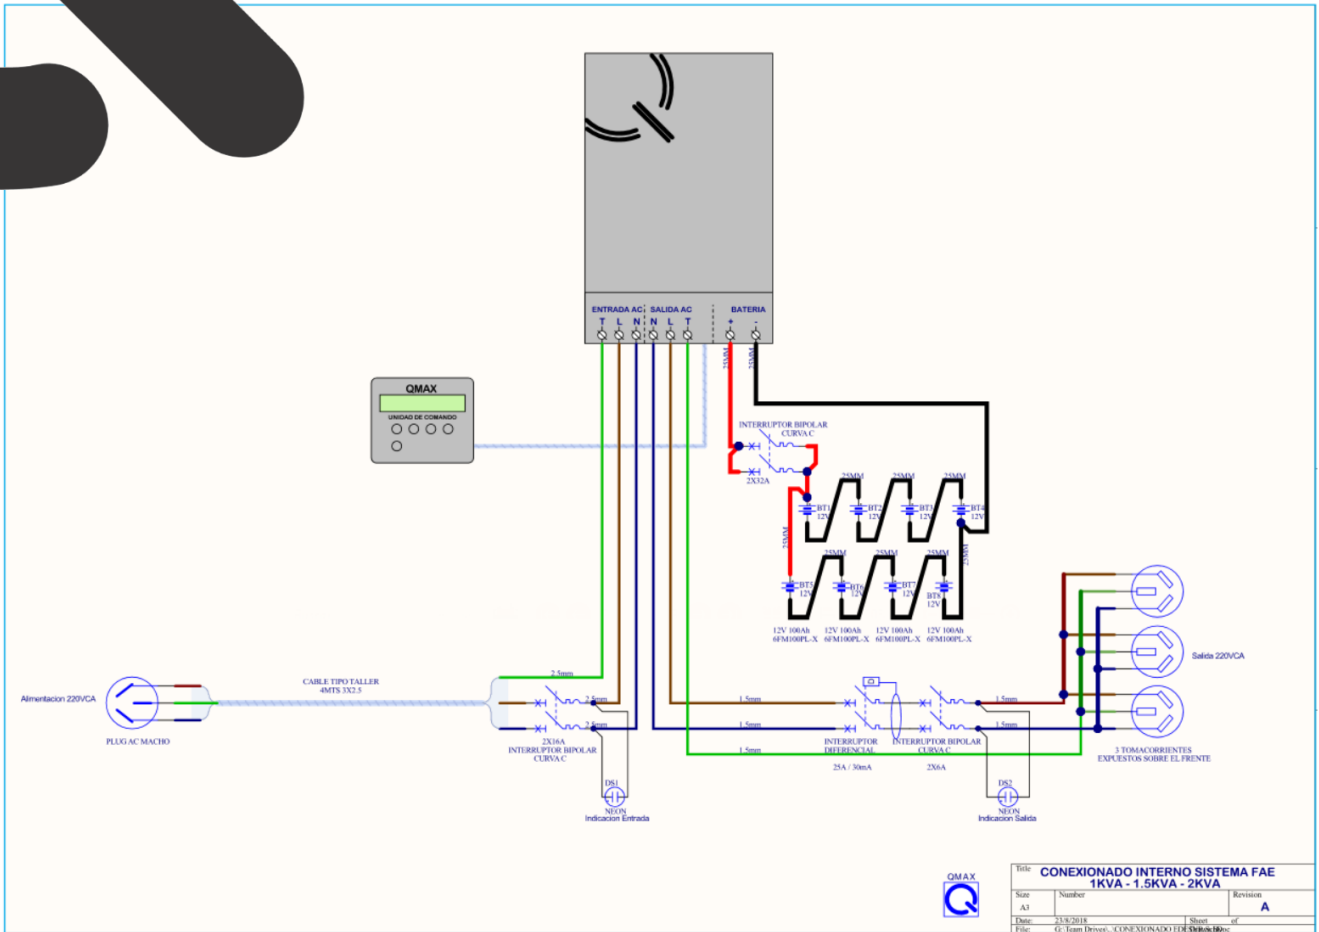 ENTRADA AC SALIDA AC BATERIA
T L N N L T + -
25MM 25MM
QMAX
UNIDAD DE COMANDO
INTERRUPTOR BIPOLAR
CURVA C
2X32A
25MM 25MM 25MM
BT1 BT2 BT3 BT4
12V 12V 12V 12V
25MM 25MM
25MM 25MM 25MM
BT5 BT6 BT7 BT8
12V 12V 12V 12V
12V 100Ah 12V 100Ah 12V 100Ah 12V 100Ah
6FM100PL-X 6FM100PL-X 6FM100PL-X 6FM100PL-X
Salida 220VCA
3 TOMACORRIENTES
EXPUESTOS SOBRE EL FRENTE
Alimentacion 220VCA
PLUG AC MACHO
CABLE TIPO TALLER
4MTS 3X2.5
2.5mm
2.5mm
2.5mm
2X16A
INTERRUPTOR BIPOLAR
CURVA C
DS1
NEON
Indicacion Entrada
1.5mm
1.5mm
1.5mm
INTERRUPTOR
DIFERENCIAL
25A / 30mA
INTERRUPTOR BIPOLAR
CURVA C
2X6A
1.5mm
1.5mm
DS2
NEON
Indicacion Salida
QMAX
Title CONEXIONADO INTERNO SISTEMA FAE
1KVA - 1.5KVA - 2KVA
Size Number Revision
A3 A
Date: 23/8/2018 Sheet of
File: G:\Team Drives\..\CONEXIONADO